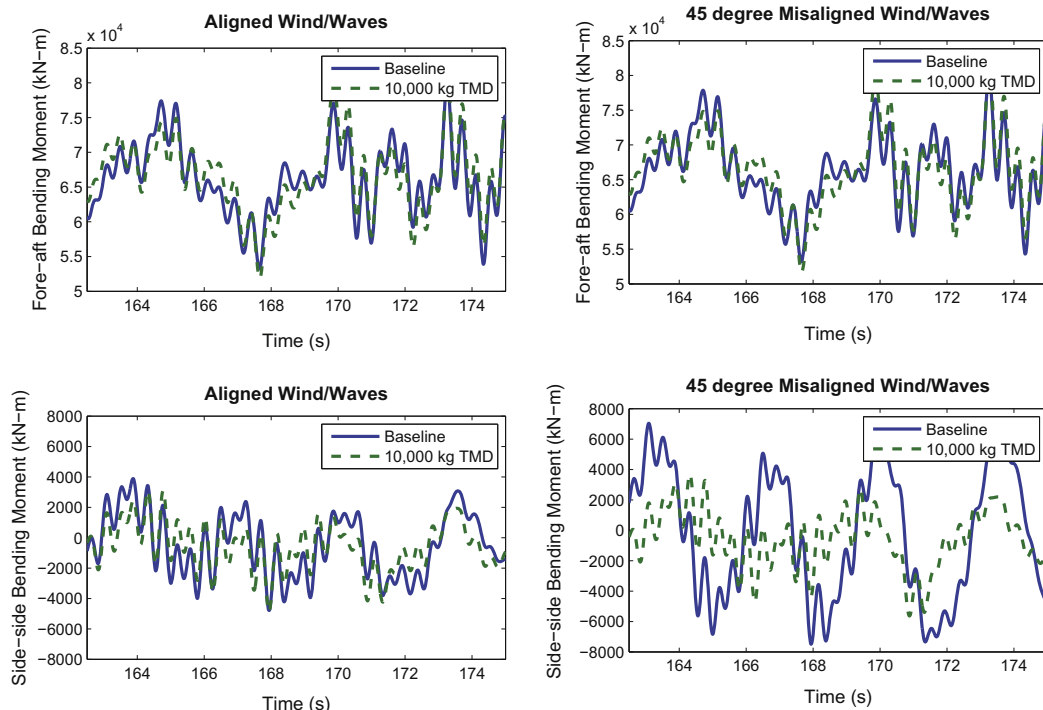 Aligned Wind/Waves
x 10⁴
Fore−aft Bending Moment (kN−m)
8.5
8
7.5
7
6.5
6
5.5
5
Baseline
10,000 kg TMD
164 166 168 170 172 174
Time (s)
45 degree Misaligned Wind/Waves
x 10⁴
Fore−aft Bending Moment (kN−m)
8.5
8
7.5
7
6.5
6
5.5
5
Baseline
10,000 kg TMD
164 166 168 170 172 174
Time (s)
Aligned Wind/Waves
Side−side Bending Moment (kN−m)
8000
6000
4000
2000
0
−2000
−4000
−6000
−8000
Baseline
10,000 kg TMD
164 166 168 170 172 174
Time (s)
45 degree Misaligned Wind/Waves
Side−side Bending Moment (kN−m)
8000
6000
4000
2000
0
−2000
−4000
−6000
−8000
Baseline
10,000 kg TMD
164 166 168 170 172 174
Time (s)